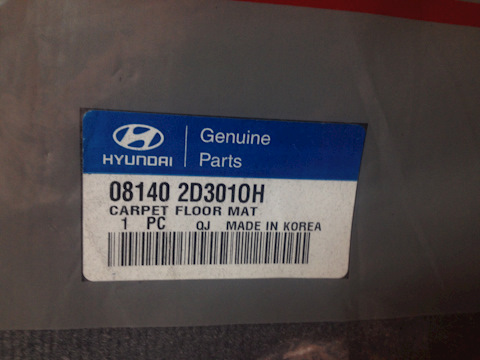 HYUNDAI
Genuine
Parts
08140 2D3010H
CARPET FLOOR MAT
1 PC QJ MADE IN KOREA